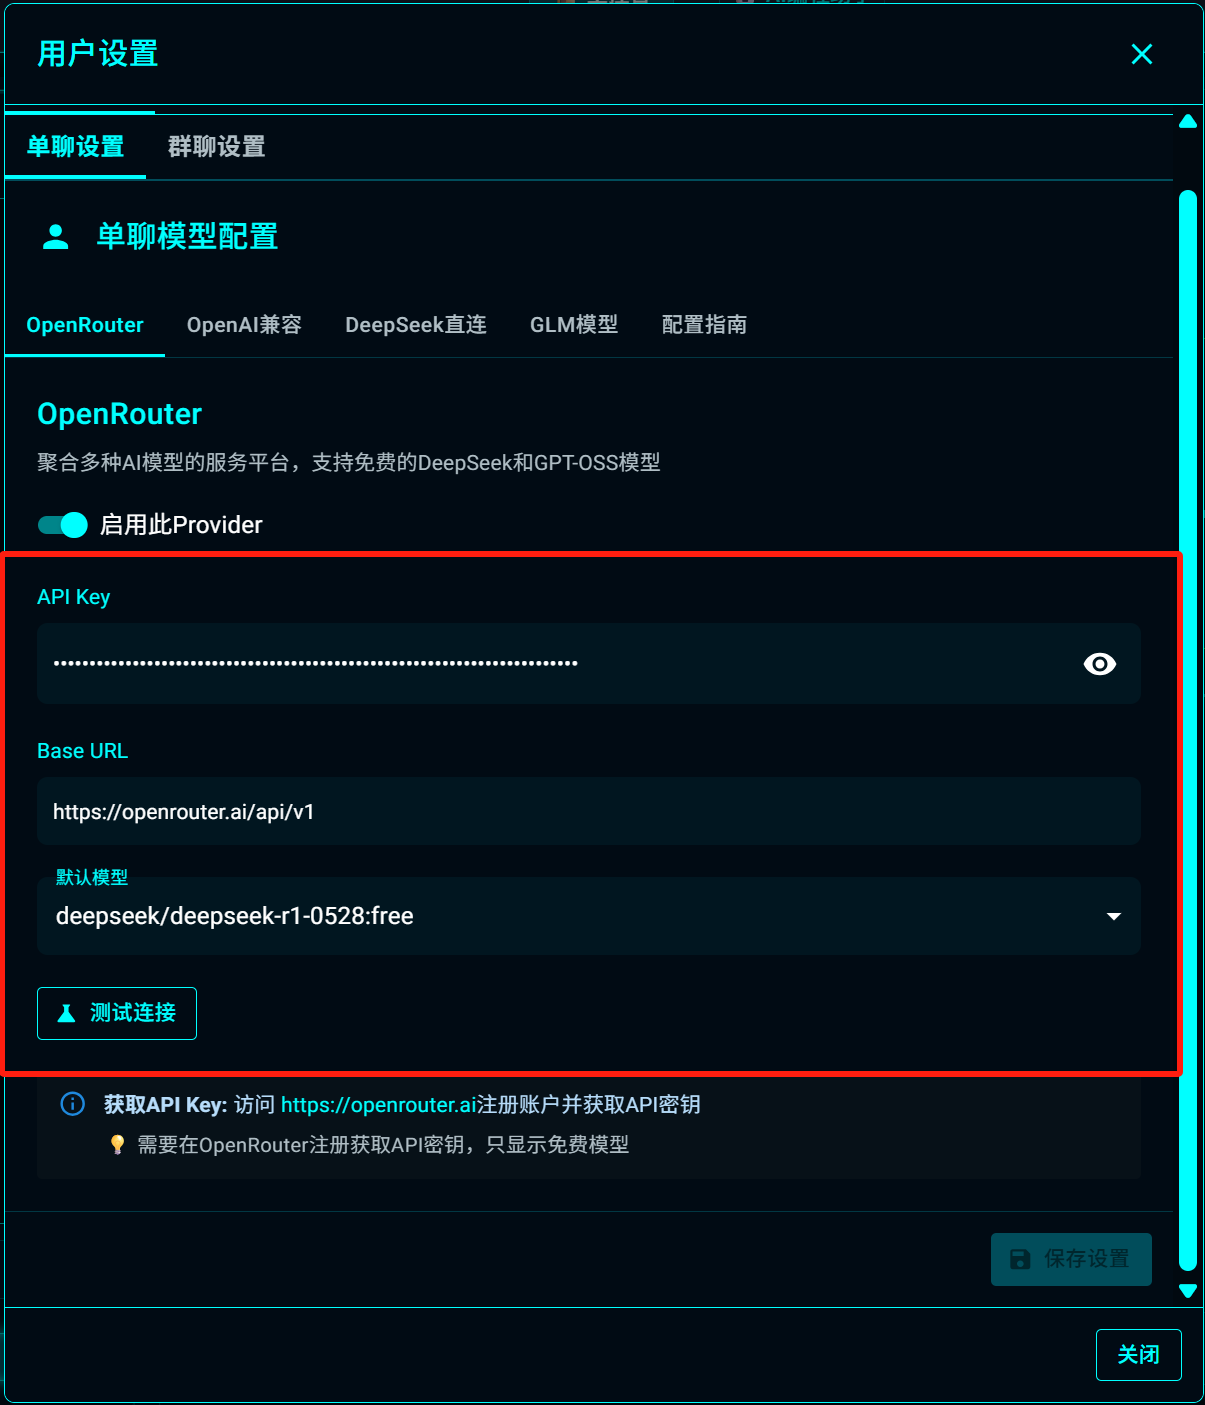 用户设置
单聊设置 群聊设置
单聊模型配置
OpenRouter OpenAI兼容 DeepSeek直连 GLM模型 配置指南
OpenRouter
聚合多种AI模型的服务平台，支持免费的DeepSeek和GPT-OSS模型
启用此Provider
API Key
Base URL
https://openrouter.ai/api/v1
默认模型
deepseek/deepseek-r1-0528:free
测试连接
获取API Key: 访问 https://openrouter.ai注册账户并获取API密钥
需要在OpenRouter注册获取API密钥，只显示免费模型
保存设置
关闭